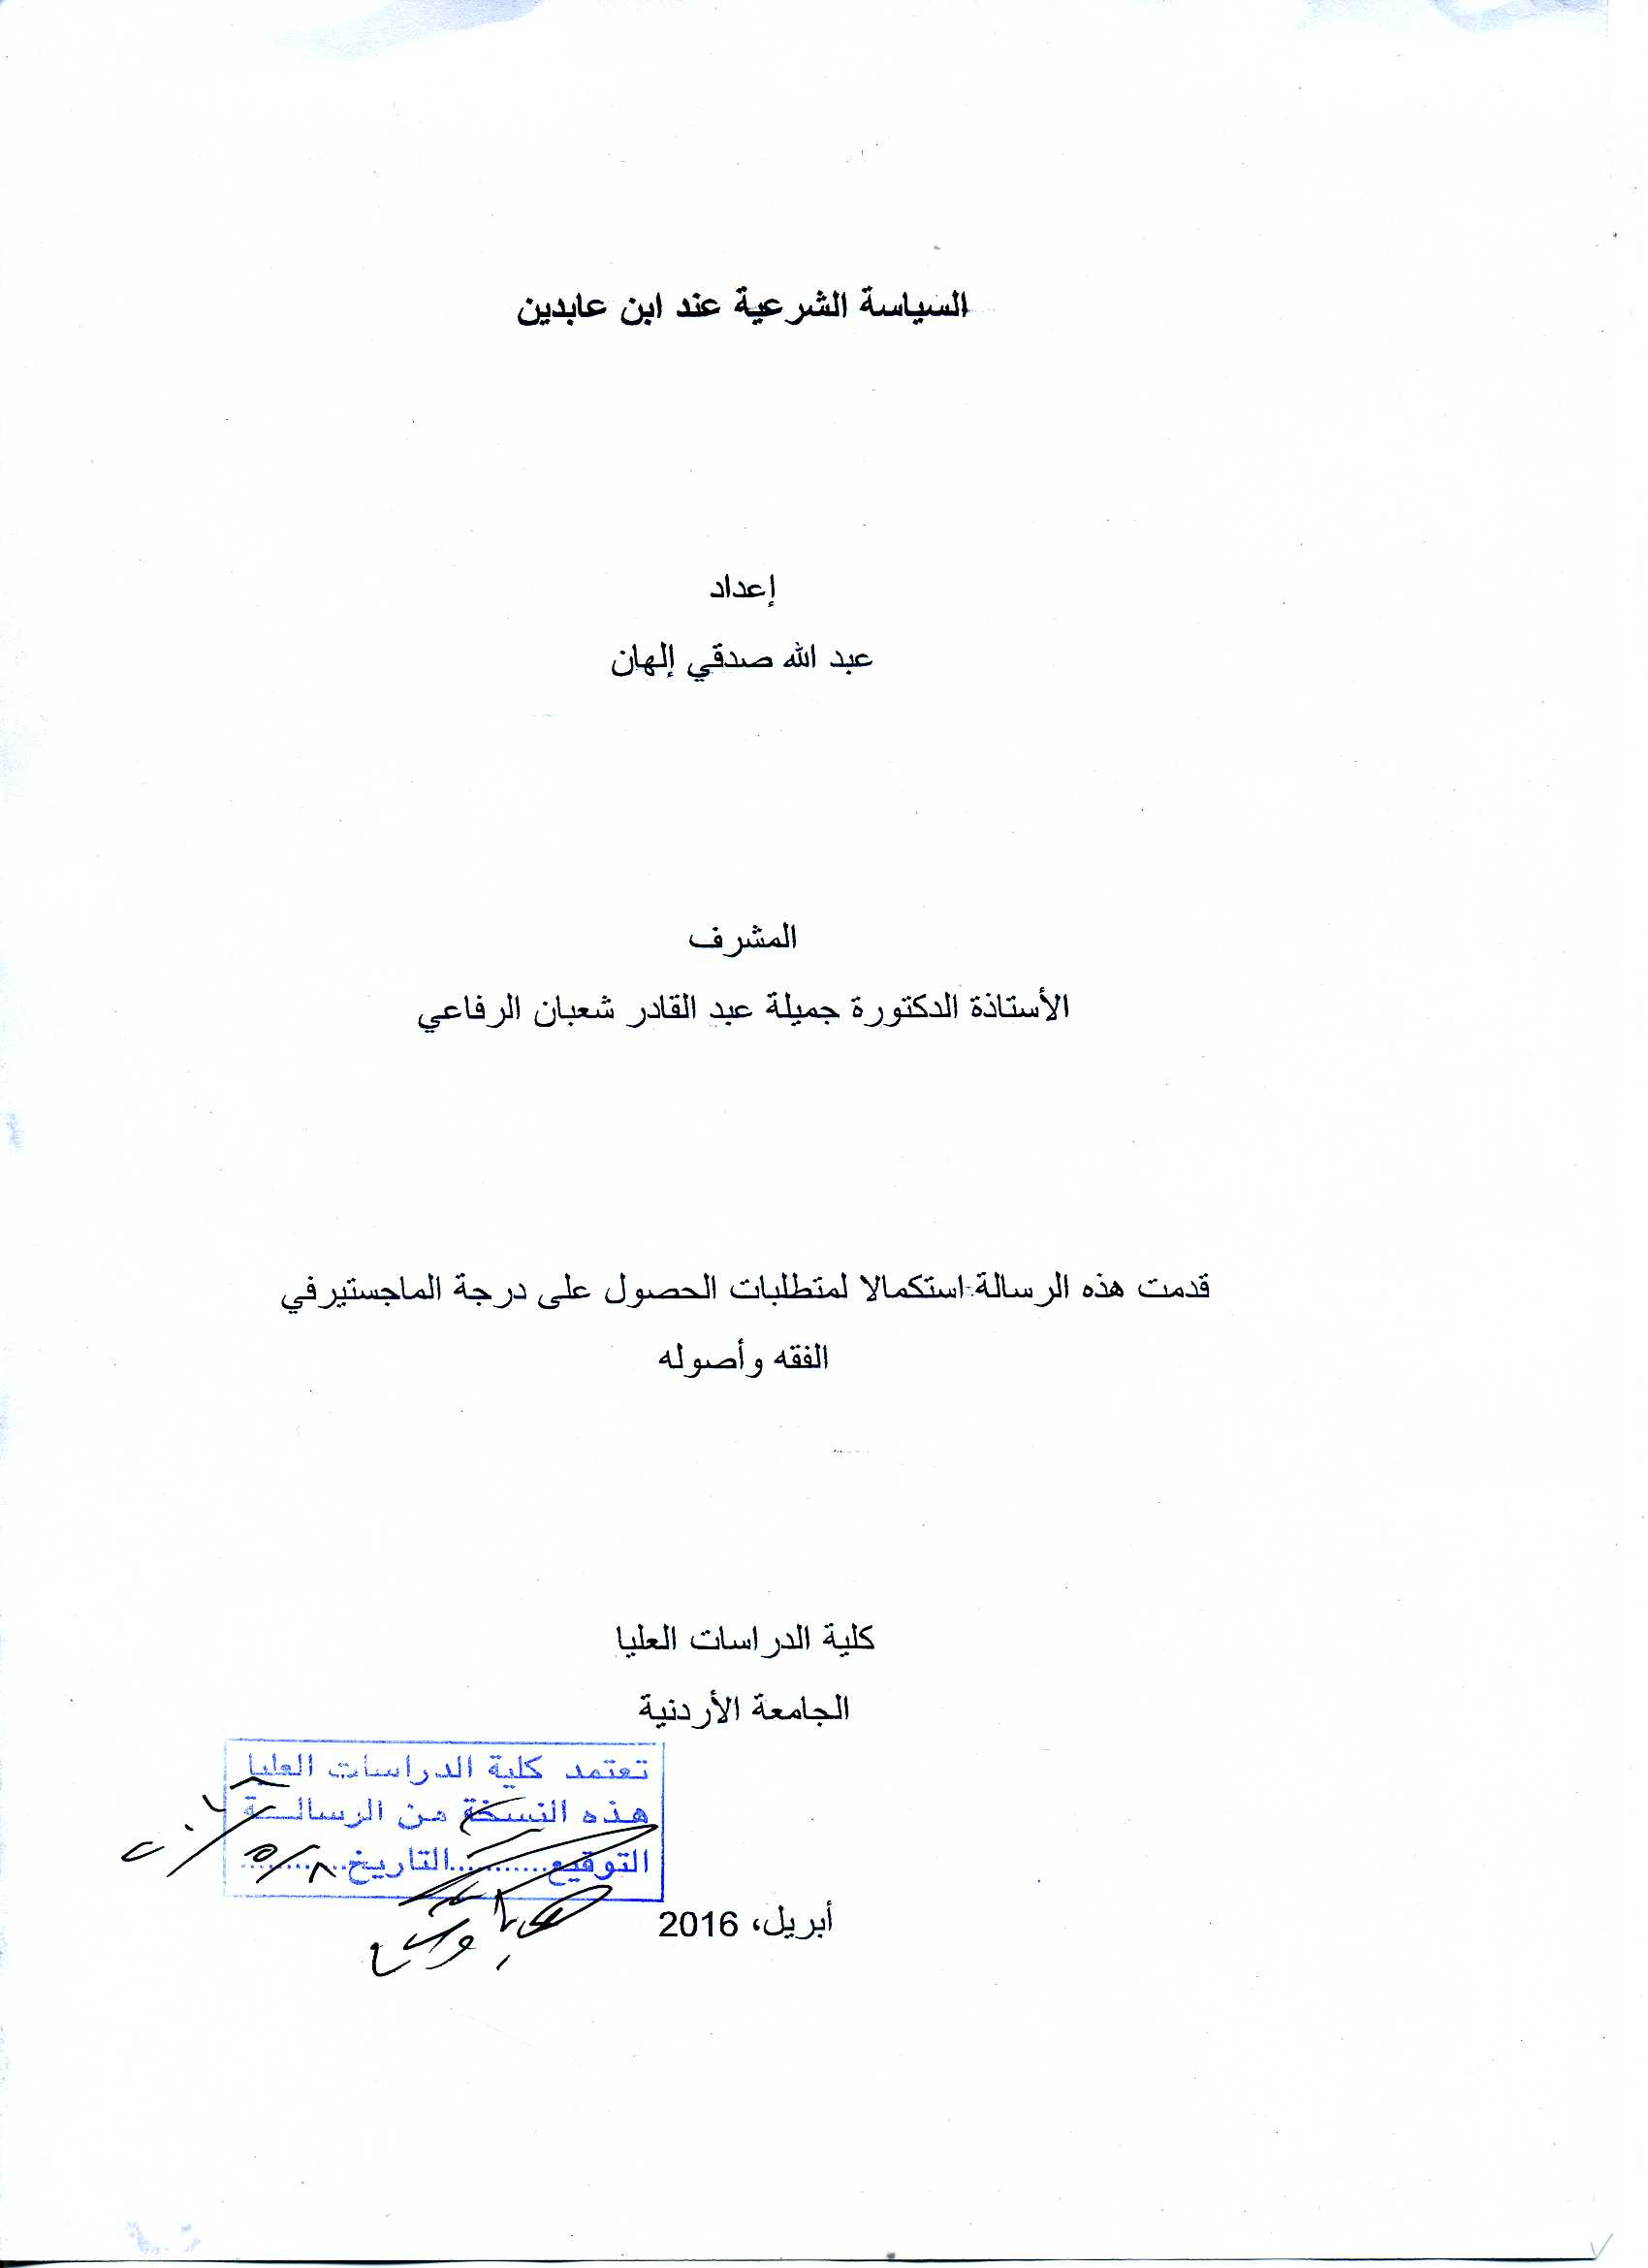 السياسة الشرعية عند ابن عابدين
إعداد
عبد الله صدقي إلهان
المشرف
الأستاذة الدكتورة جميلة عبد القادر شعبان الرفاعي
قدمت هذه الرسالة استكمالا لمتطلبات الحصول على درجة الماجستيرفي
الفقه وأصوله
كلية الدراسات العليا
الجامعة الأردنية
تعتمد كلية الدراسات العليا
هذه النسخة من الرسالــة
التوقيع...........التاريخ...........
أبريل، 2016